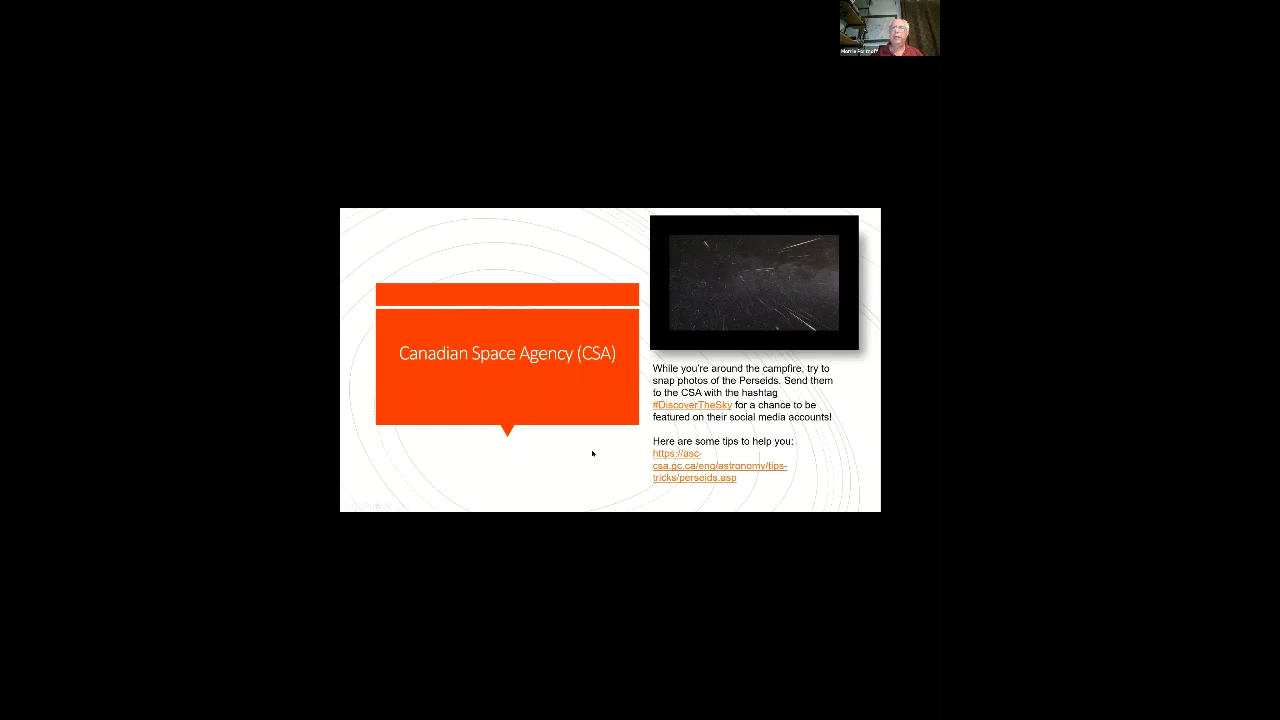 Canadian Space Agency (CSA)
While you're around the campfire, try to
snap photos of the Perseids. Send them
to the CSA with the hashtag
#DiscoverTheSky for a chance to be
featured on their social media accounts!
Here are some tips to help you:
https://asc-
csa.gc.ca/eng/astronomy/tips-
tricks/perseids.asp